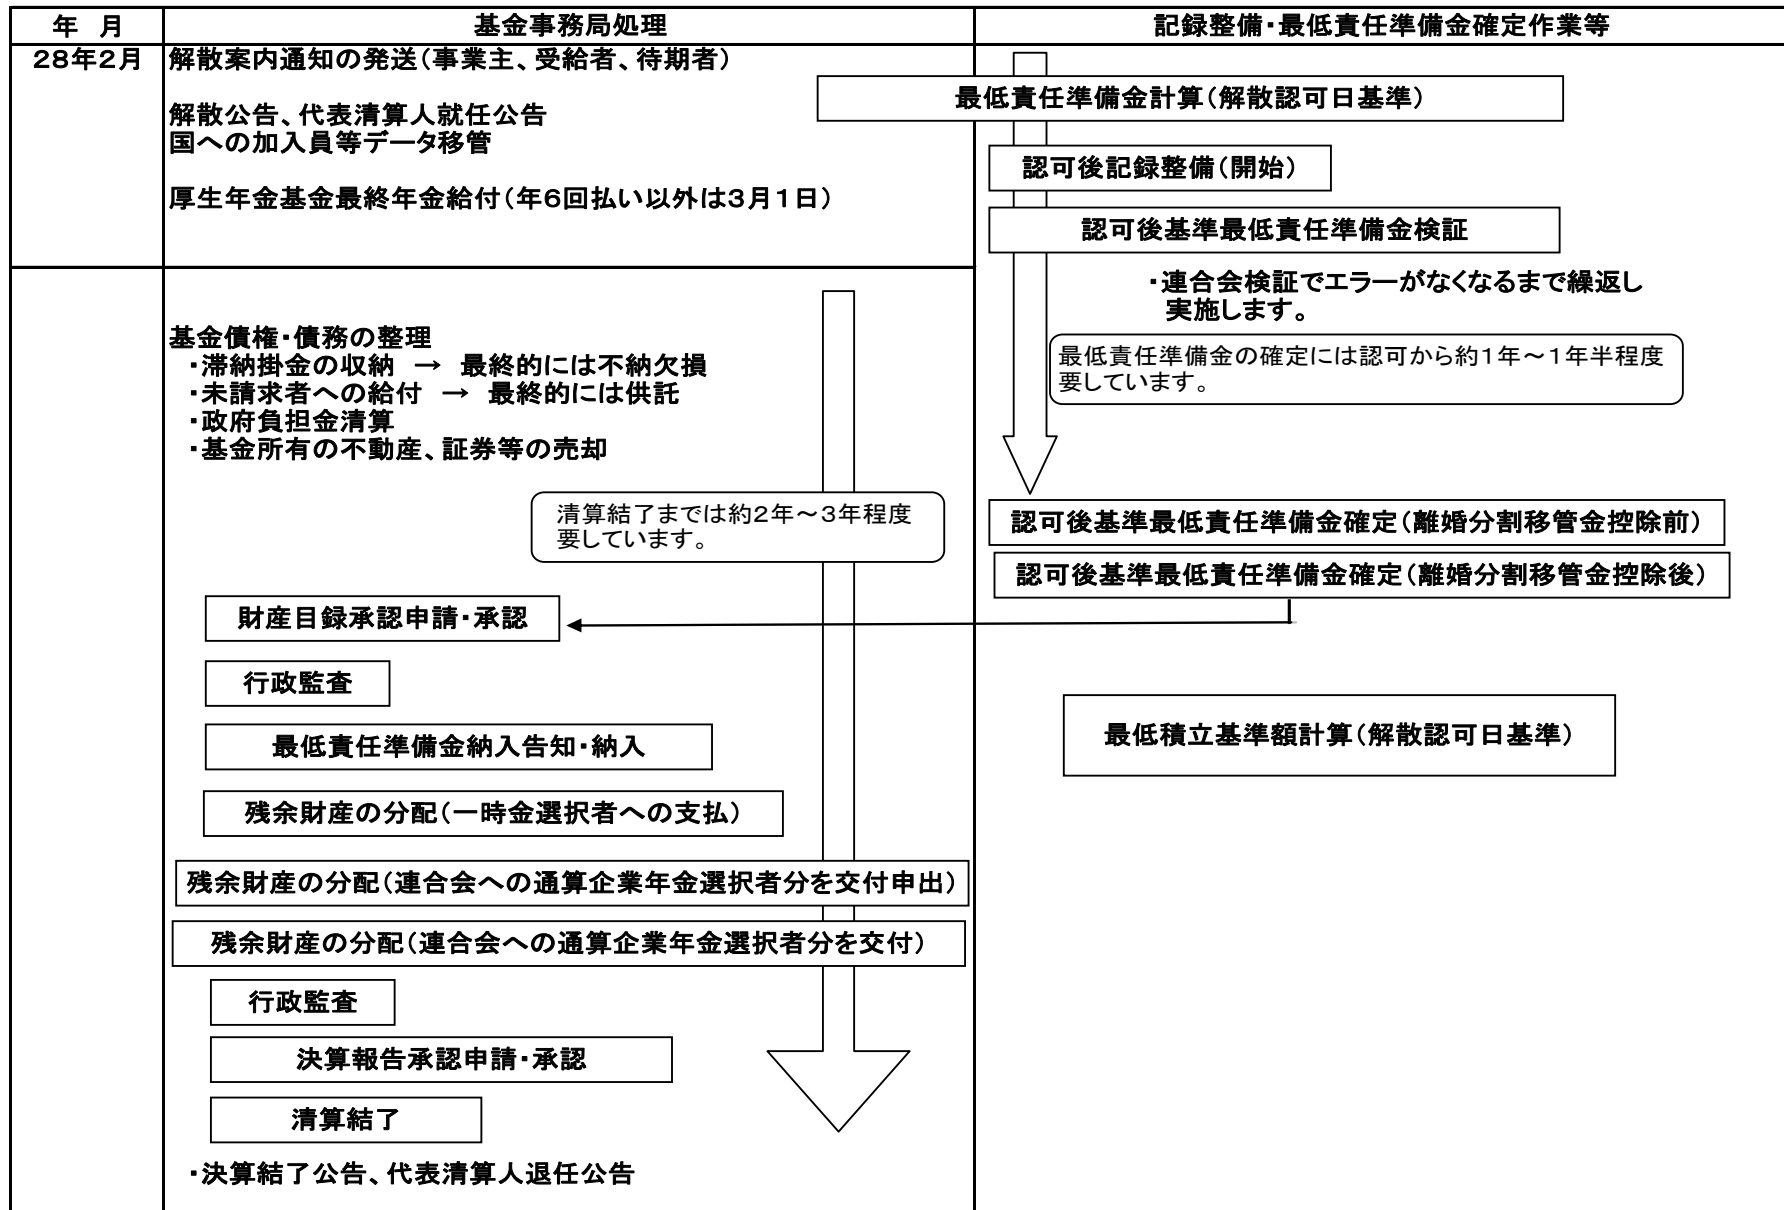 年　月
基金事務局処理
記録整備・最低責任準備金確定作業等
28年2月
解散案内通知の発送(事業主、受給者、待期者)
解散公告、代表清算人就任公告
国への加入員等データ移管
厚生年金基金最終年金給付(年6回払い以外は3月1日)
最低責任準備金計算(解散認可日基準)
認可後記録整備(開始)
認可後基準最低責任準備金検証
・連合会検証でエラーがなくなるまで繰返し
実施します。
最低責任準備金の確定には認可から約1年～1年半程度
要しています。
基金債権・債務の整理
・滞納掛金の収納　→　最終的には不納欠損
・未請求者への給付　→　最終的には供託
・政府負担金清算
・基金所有の不動産、証券等の売却
清算結了までは約2年～3年程度
要しています。
認可後基準最低責任準備金確定(離婚分割移管金控除前)
認可後基準最低責任準備金確定(離婚分割移管金控除後)
財産目録承認申請・承認
行政監査
最低責任準備金納入告知・納入
最低積立基準額計算(解散認可日基準)
残余財産の分配(一時金選択者への支払)
残余財産の分配(連合会への通算企業年金選択者分を交付申出)
残余財産の分配(連合会への通算企業年金選択者分を交付)
行政監査
決算報告承認申請・承認
清算結了
・決算結了公告、代表清算人退任公告